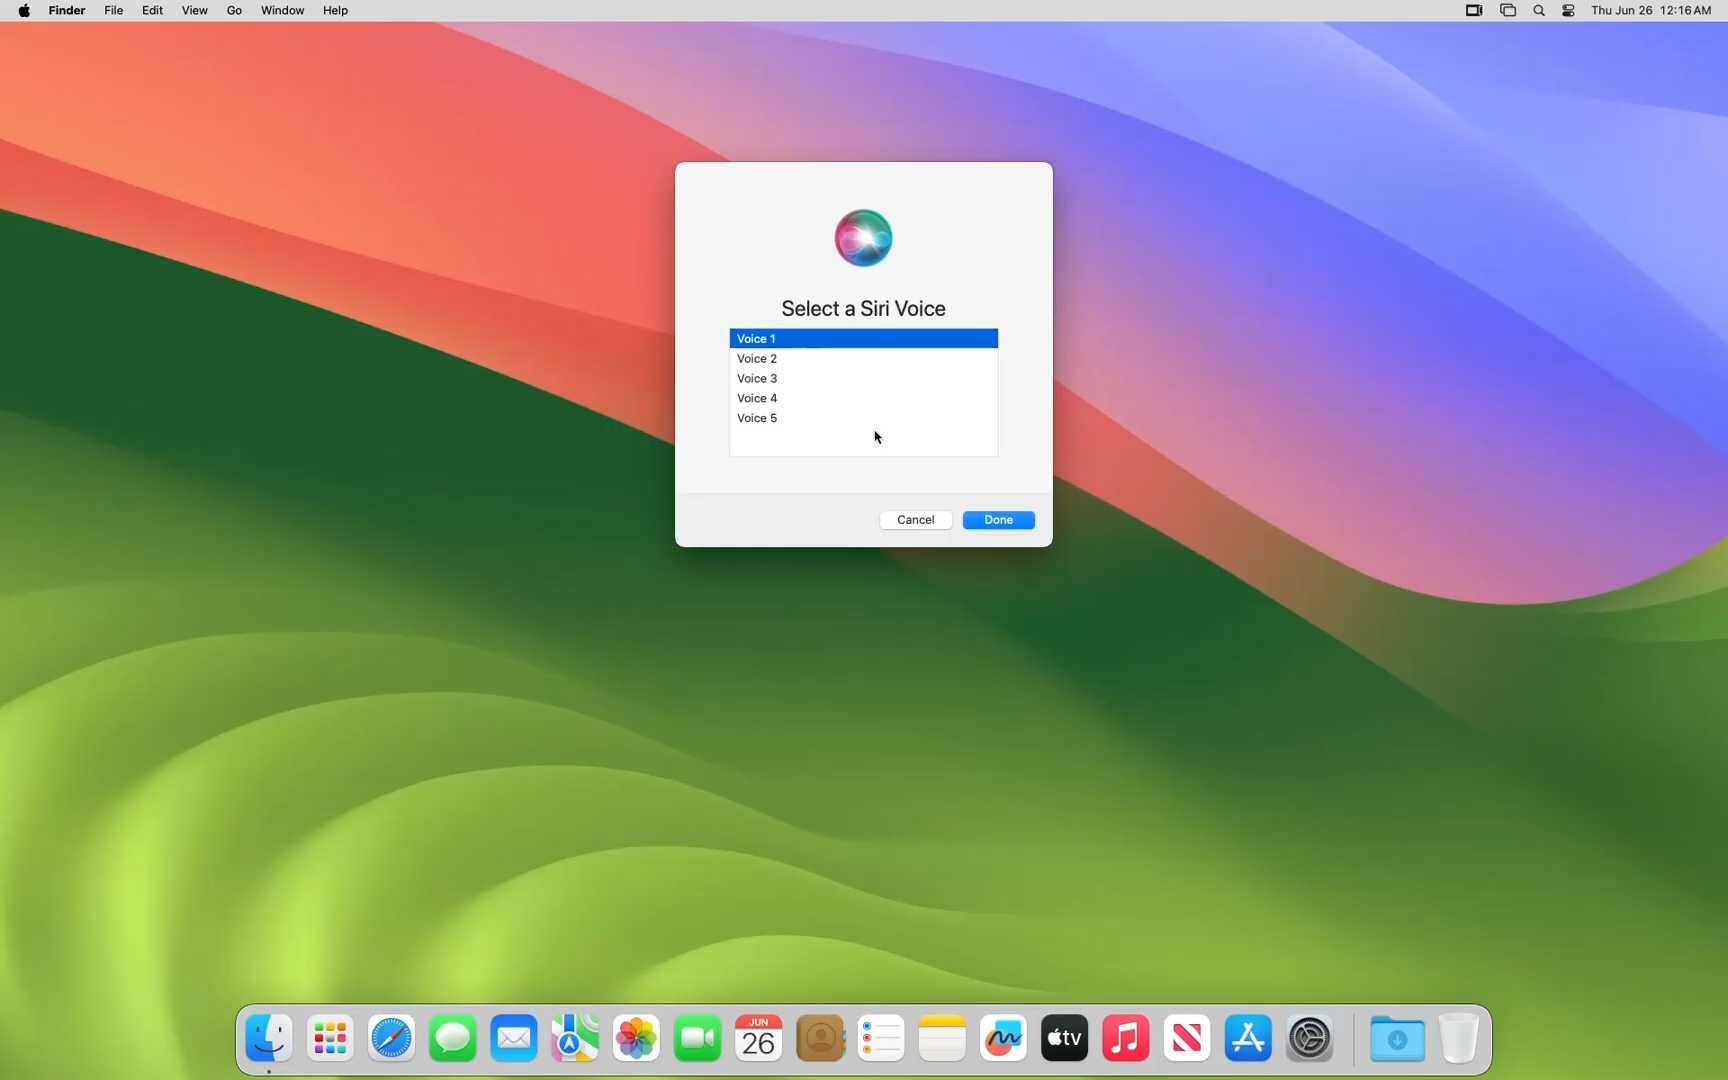 Finder File Edit View Go Window Help Thu Jun 26 12:16 AM
Select a Siri Voice
Voice 1
Voice 2
Voice 3
Voice 4
Voice 5
Cancel Done
JUN
26
tv